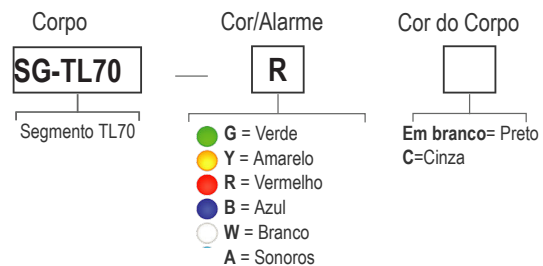 Corpo Cor/Alarme Cor do Corpo
SG-TL70 — R
Segmento TL70
G = Verde
Y = Amarelo
R = Vermelho
B = Azul
W = Branco
A = Sonoros
Em branco= Preto
C=Cinza